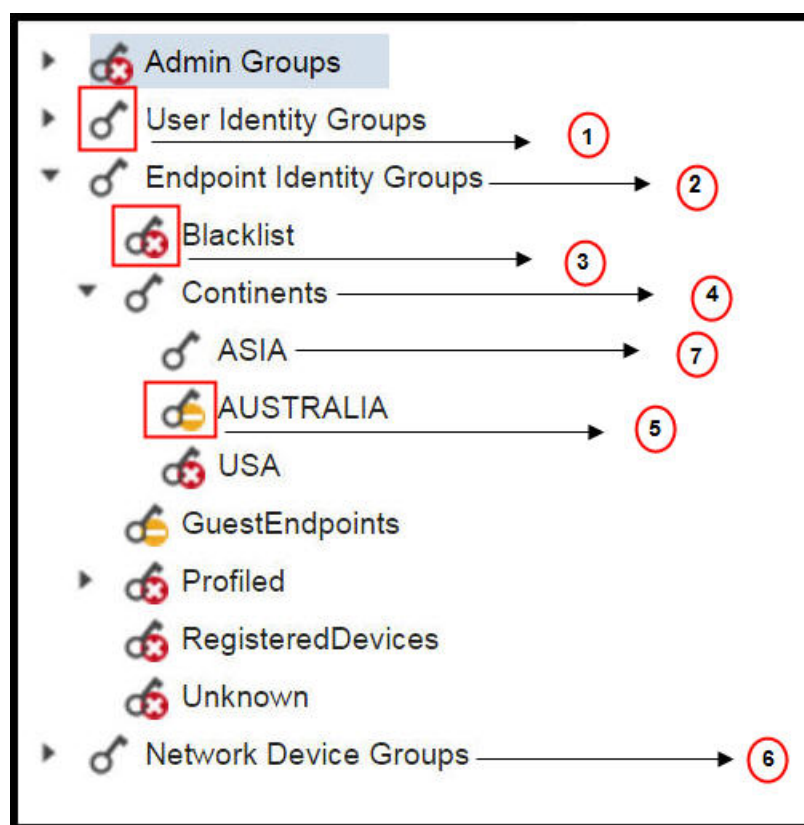 Admin Groups
User Identity Groups 1
Endpoint Identity Groups 2
Blacklist 3
Continents 4
ASIA 7
AUSTRALIA 5
USA
GuestEndpoints
Profiled
RegisteredDevices
Unknown
Network Device Groups 6